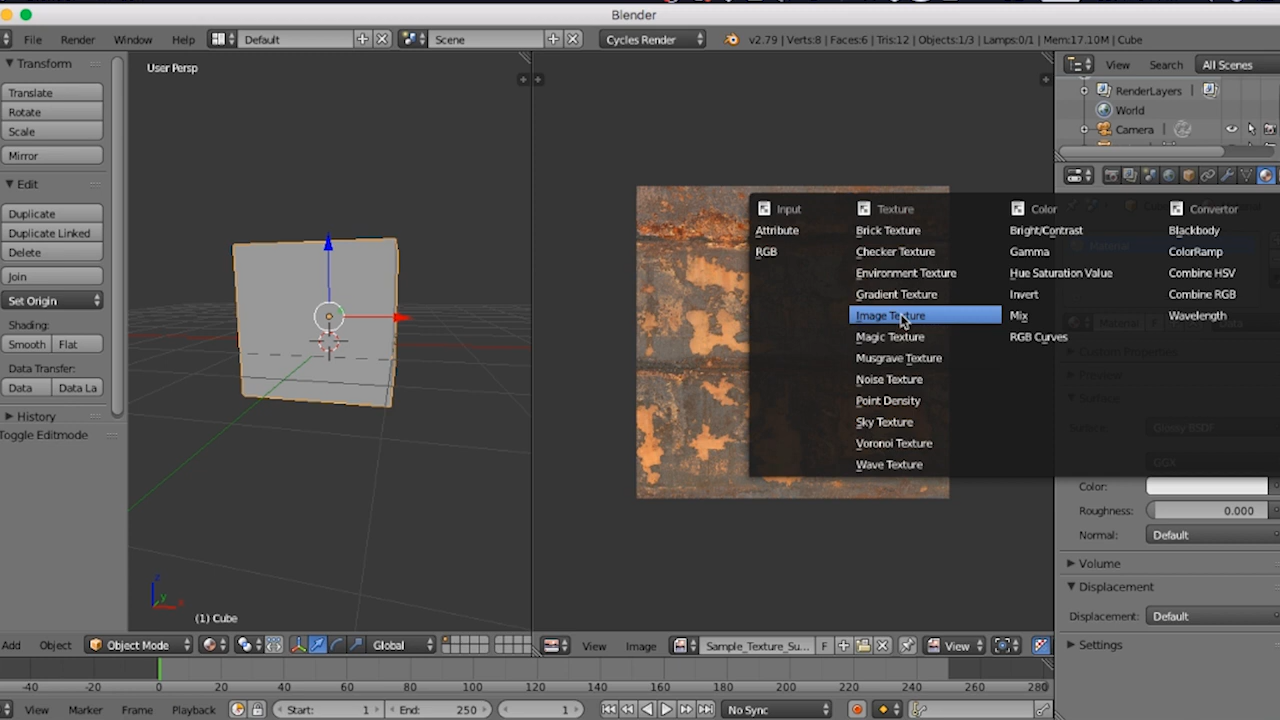 Blender
File Render Window Help Default Scene Cycles Render v2.79 | Verts:8 | Faces:6 | Tris:12 | Objects:1/3 | Lamps:0/1 | Mem:17.10M | Cube
Transform
Translate
Rotate
Scale
Mirror
Edit
Duplicate
Duplicate Linked
Delete
Join
Set Origin
Shading:
Smooth Flat
Data Transfer:
Data Data La
History
Toggle Editmode
User Persp
(1) Cube
Input
Attribute
RGB
Texture
Brick Texture
Checker Texture
Environment Texture
Gradient Texture
Image Texture
Magic Texture
Musgrave Texture
Noise Texture
Point Density
Sky Texture
Voronoi Texture
Wave Texture
Color
Bright/Contrast
Gamma
Hue Saturation Value
Invert
Mix
RGB Curves
Convertor
Blackbody
ColorRamp
Combine HSV
Combine RGB
Wavelength
View Search All Scenes
RenderLayers
World
Camera
Material
Material F Data
Custom Properties
Preview
Surface
Surface: Glossy BSDF
GGX
Color:
Roughness: 0.000
Normal: Default
Volume
Displacement
Displacement: Default
Settings
Add Object Object Mode Global
View Image Sample_Texture_Su... F View
-40 -20 0 20 40 60 80 100 120 140 160 180 200 220 240 260 280
View Marker Frame Playback Start: 1 End: 250 1 No Sync